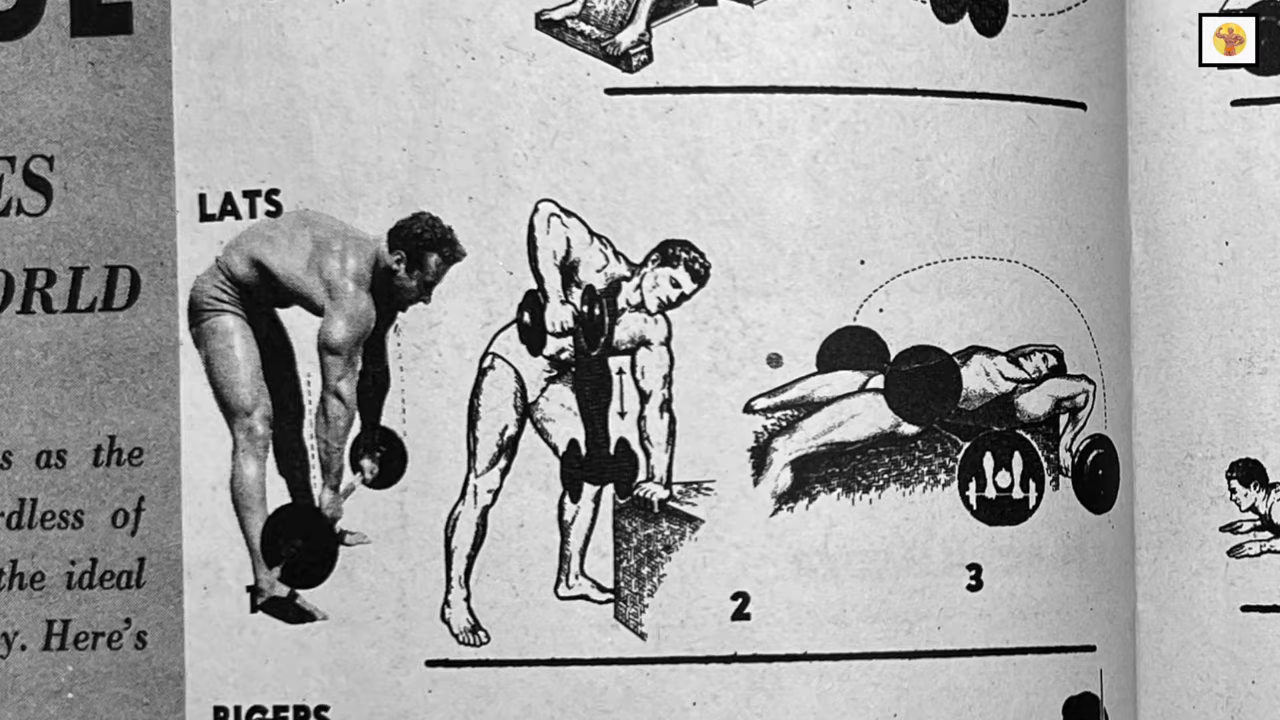 ES
ORLD
s as the
rdless of
the ideal
y. Here's
LATS
1
2
3